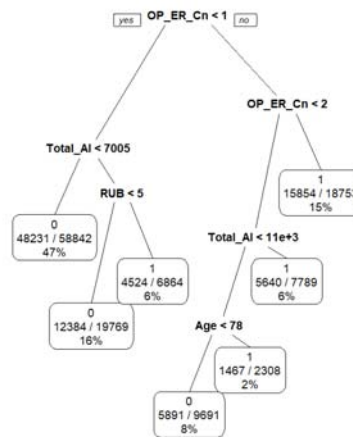 OP_ER_Cn < 1
yes
no
OP_ER_Cn < 2
Total_Al < 7005
RUB < 5
1
15854 / 18753
15%
0
48231 / 58842
47%
Total_Al < 11e+3
1
4524 / 6864
6%
1
5640 / 7789
6%
0
12384 / 19769
16%
Age < 78
1
1467 / 2308
2%
0
5891 / 9691
8%